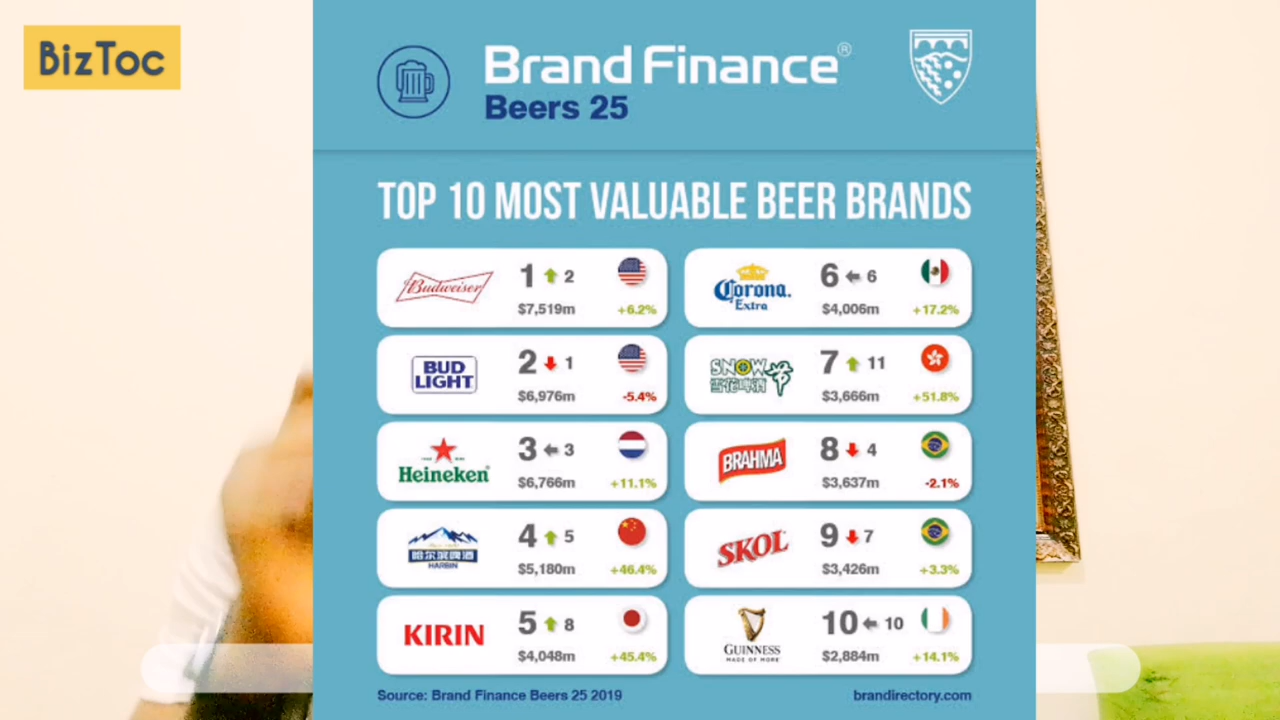 BizToc
Brand Finance®
Beers 25
TOP 10 MOST VALUABLE BEER BRANDS
Budweiser
1 2
$7,519m +6.2%
BUD
LIGHT
2 1
$6,976m -5.4%
Heineken
3 3
$6,766m +11.1%
哈尔滨啤酒
HARBIN
4 5
$5,180m +46.4%
KIRIN
5 8
$4,048m +45.4%
Corona.
Extra
6 6
$4,006m +17.2%
SNOW
雪花啤酒
7 11
$3,666m +51.8%
BRAHMA
8 4
$3,637m -2.1%
SKOL
9 7
$3,426m +3.3%
GUINNESS
MADE OF MORE
10 10
$2,884m +14.1%
Source: Brand Finance Beers 25 2019
brandirectory.com